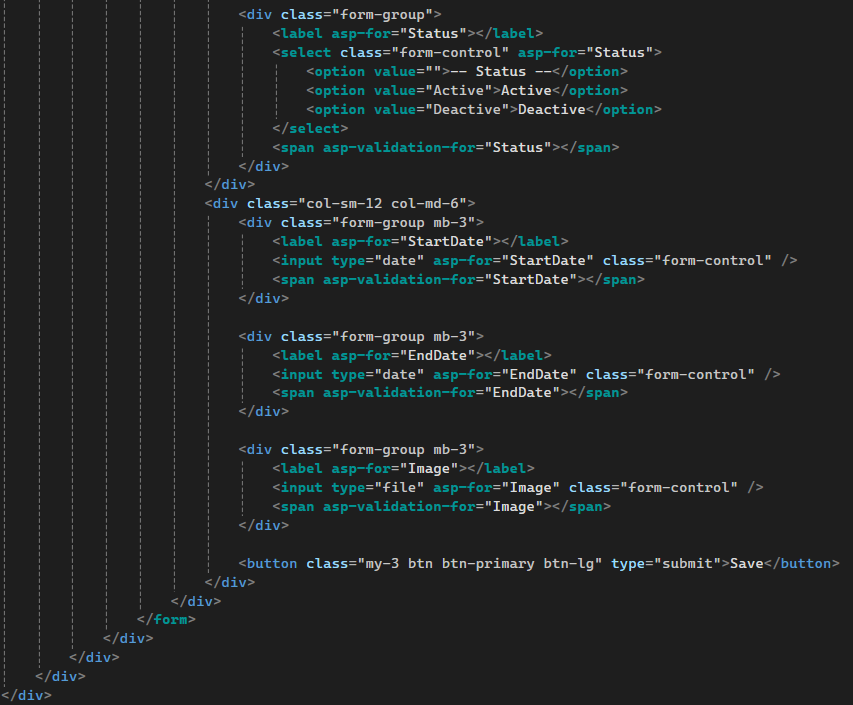 <div class="form-group">
<label asp-for="Status"></label>
<select class="form-control" asp-for="Status">
<option value="">-- Status --</option>
<option value="Active">Active</option>
<option value="Deactive">Deactive</option>
</select>
<span asp-validation-for="Status"></span>
</div>
</div>
<div class="col-sm-12 col-md-6">
<div class="form-group mb-3">
<label asp-for="StartDate"></label>
<input type="date" asp-for="StartDate" class="form-control" />
<span asp-validation-for="StartDate"></span>
</div>
<div class="form-group mb-3">
<label asp-for="EndDate"></label>
<input type="date" asp-for="EndDate" class="form-control" />
<span asp-validation-for="EndDate"></span>
</div>
<div class="form-group mb-3">
<label asp-for="Image"></label>
<input type="file" asp-for="Image" class="form-control" />
<span asp-validation-for="Image"></span>
</div>
<button class="my-3 btn btn-primary btn-lg" type="submit">Save</button>
</div>
</div>
</form>
</div>
</div>
</div>
</div>